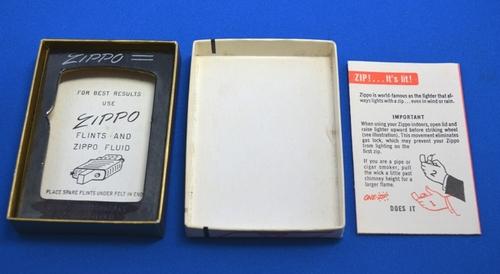 ZIPPO
FOR BEST RESULTS
USE
ZIPPO
FLINTS AND
ZIPPO FLUID
PLACE SPARE FLINTS UNDER FELT IN END
ZIP!... It's lit!
Zippo is world-famous as the lighter that al-
ways lights with a zip... even in wind or rain.
IMPORTANT
When using your Zippo indoors, open lid and
raise lighter upward before striking wheel
(see illustration). This movement eliminates
gas lock, which may prevent your Zippo
from lighting on the
first zip.
If you are a pipe or
cigar smoker, pull
the wick a little past
chimney height for a
larger flame.
ONE
DOES IT